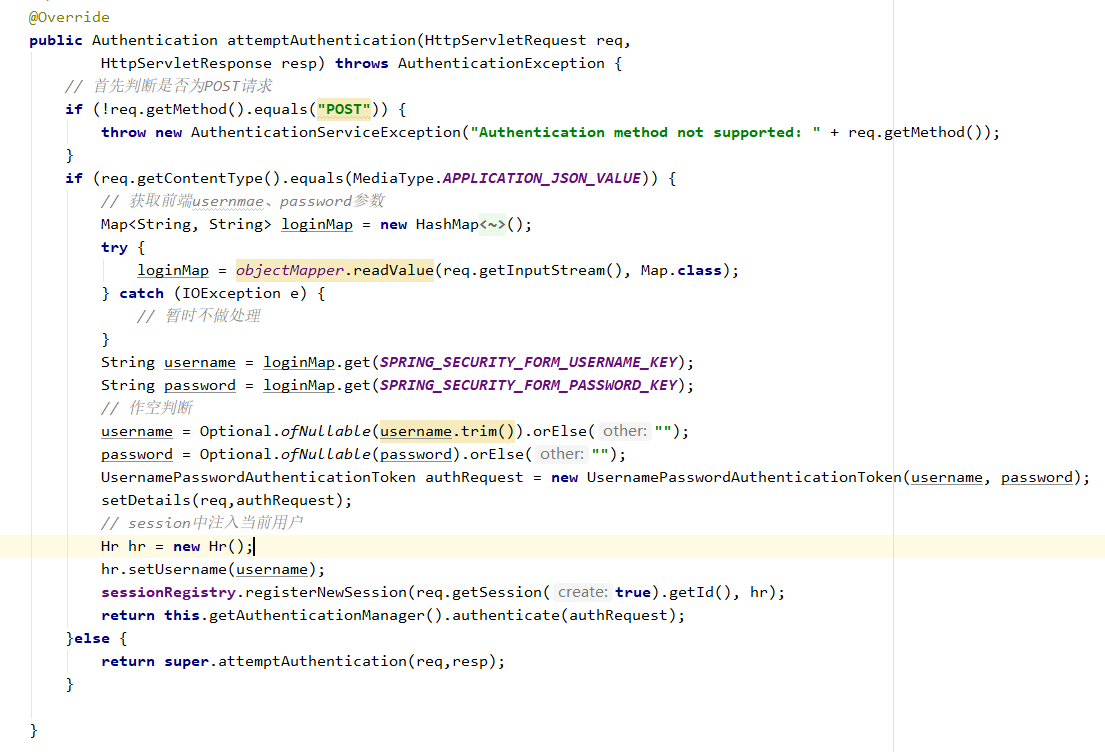 @Override
public Authentication attemptAuthentication(HttpServletRequest req,
HttpServletResponse resp) throws AuthenticationException {
// 首先判断是否为POST请求
if (!req.getMethod().equals("POST")) {
throw new AuthenticationServiceException("Authentication method not supported: " + req.getMethod());
}
if (req.getContentType().equals(MediaType.APPLICATION_JSON_VALUE)) {
// 获取前端usernmae、password参数
Map<String, String> loginMap = new HashMap<~>();
try {
loginMap = objectMapper.readValue(req.getInputStream(), Map.class);
} catch (IOException e) {
// 暂时不做处理
}
String username = loginMap.get(SPRING_SECURITY_FORM_USERNAME_KEY);
String password = loginMap.get(SPRING_SECURITY_FORM_PASSWORD_KEY);
// 作空判断
username = Optional.ofNullable(username.trim()).orElse( other: "");
password = Optional.ofNullable(password).orElse( other: "");
UsernamePasswordAuthenticationToken authRequest = new UsernamePasswordAuthenticationToken(username, password);
setDetails(req,authRequest);
// session中注入当前用户
Hr hr = new Hr();
hr.setUsername(username);
sessionRegistry.registerNewSession(req.getSession( create: true).getId(), hr);
return this.getAuthenticationManager().authenticate(authRequest);
}else {
return super.attemptAuthentication(req,resp);
}
}